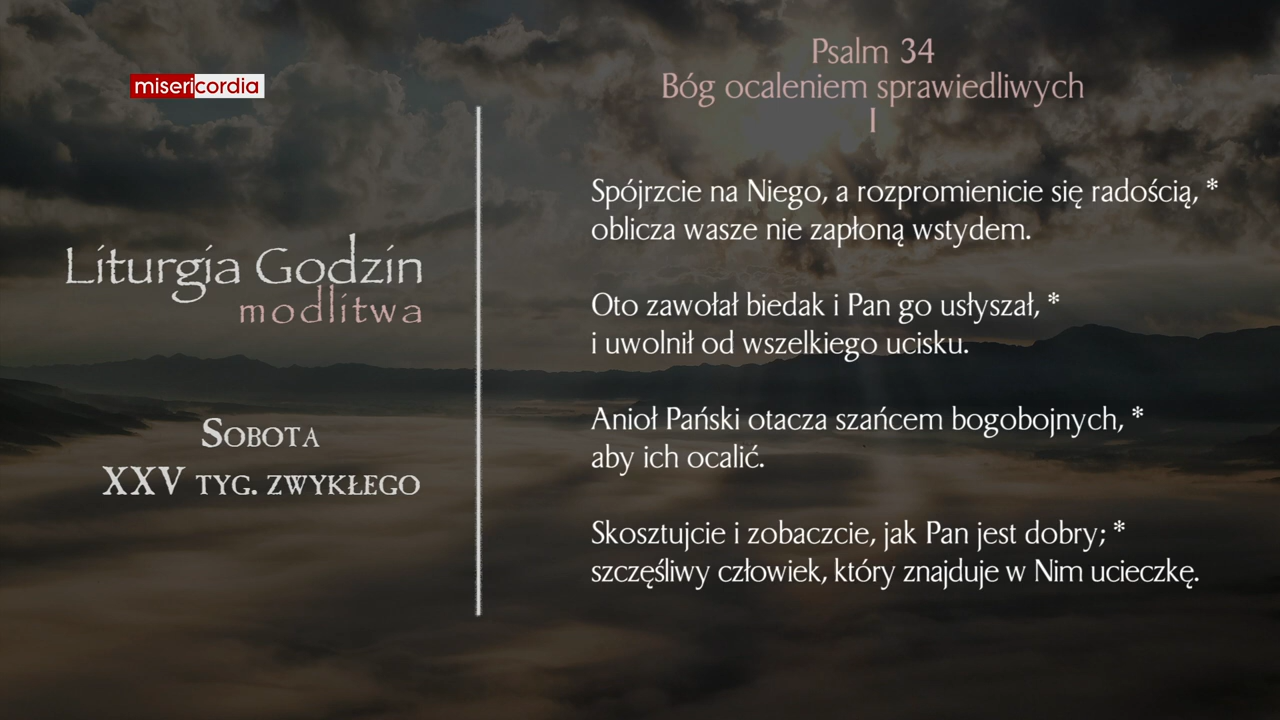 misericordia
Liturgia Godzin
modlitwa
Sobota
XXV tyg. zwykłego
Psalm 34
Bóg ocaleniem sprawiedliwych
I
Spójrzcie na Niego, a rozpromienicie się radością, *
oblicza wasze nie zapłoną wstydem.
Oto zawołał biedak i Pan go usłyszał, *
i uwolnił od wszelkiego ucisku.
Anioł Pański otacza szańcem bogobojnych, *
aby ich ocalić.
Skosztujcie i zobaczcie, jak Pan jest dobry; *
szczęśliwy człowiek, który znajduje w Nim ucieczkę.